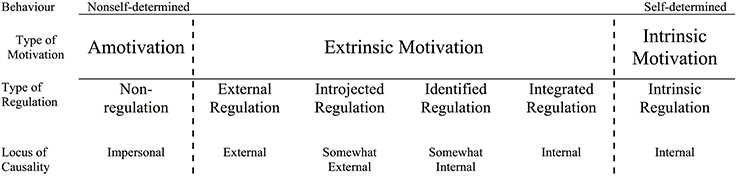 Behaviour Nonself-determined Self-determined
Type of Motivation Amotivation Extrinsic Motivation Intrinsic Motivation
Type of Regulation Non-regulation External Regulation Introjected Regulation Identified Regulation Integrated Regulation Intrinsic Regulation
Locus of Causality Impersonal External Somewhat External Somewhat Internal Internal Internal